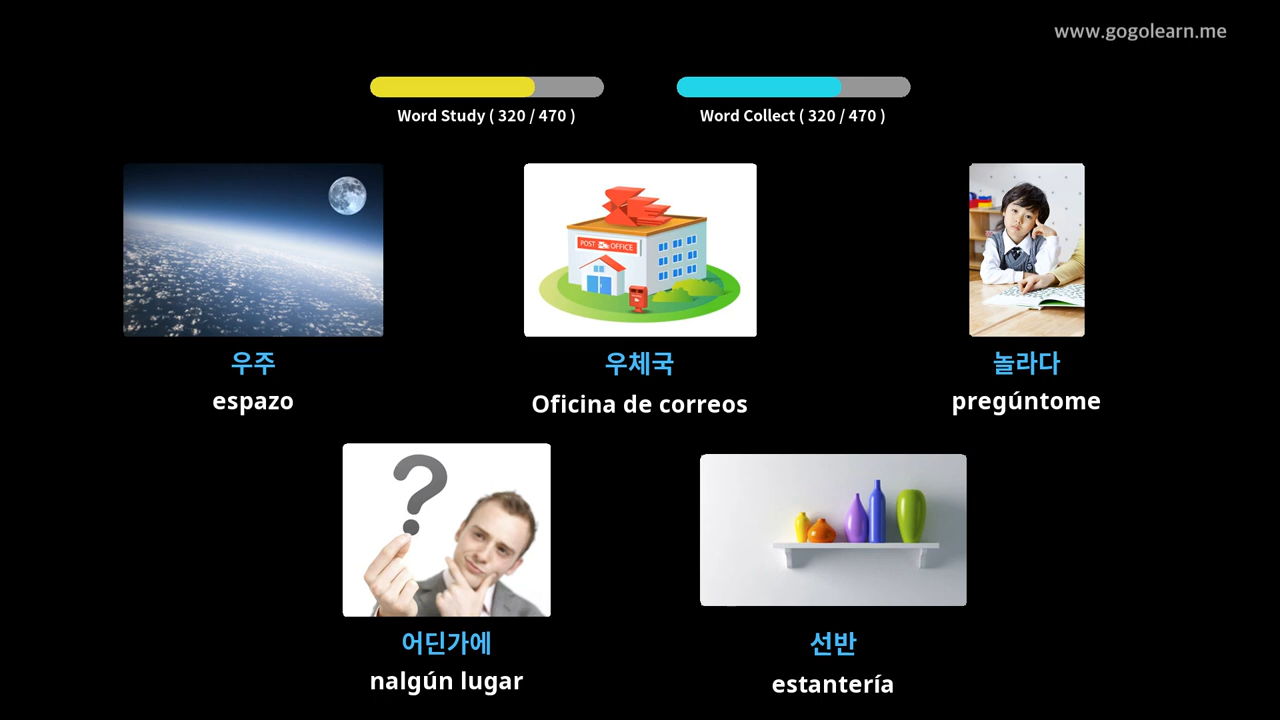 www.gogolearn.me
Word Study ( 320 / 470 )
Word Collect ( 320 / 470 )
POST OFFICE
우주
espazo
우체국
Oficina de correos
놀라다
pregúntome
어딘가에
nalgún lugar
선반
estantería